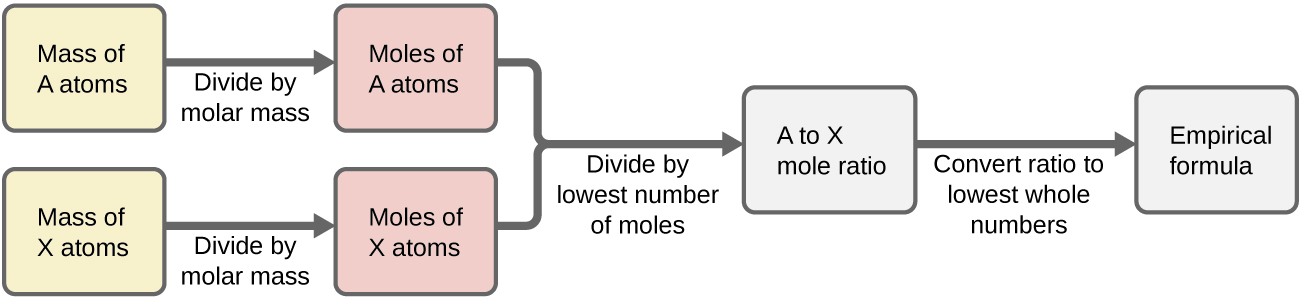 Mass of
A atoms
Divide by
molar mass
Moles of
A atoms
Mass of
X atoms
Divide by
molar mass
Moles of
X atoms
Divide by
lowest number
of moles
A to X
mole ratio
Convert ratio to
lowest whole
numbers
Empirical
formula